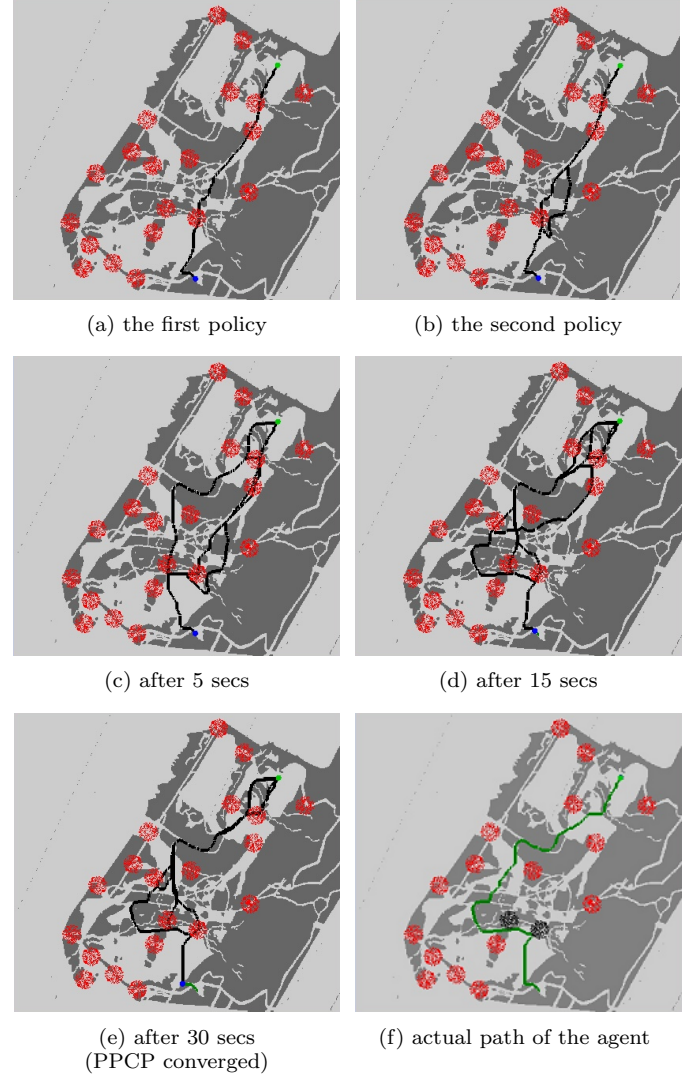 (a) the first policy
(b) the second policy
(c) after 5 secs
(d) after 15 secs
(e) after 30 secs
(PPCP converged)
(f) actual path of the agent